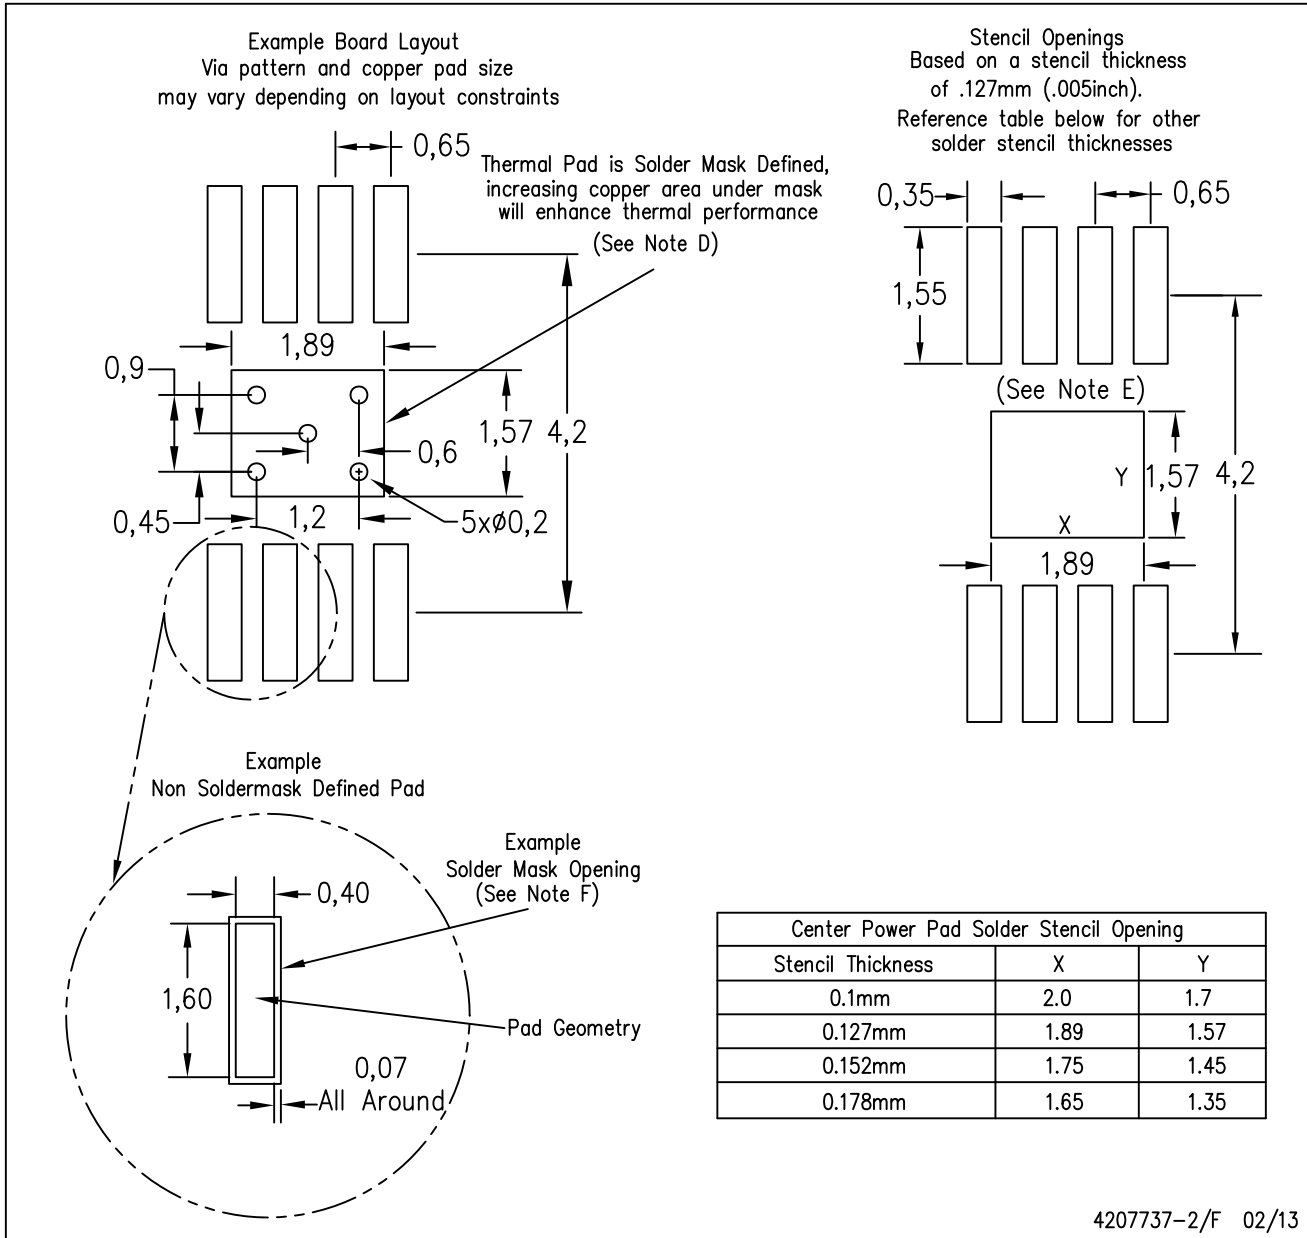 Example Board Layout
Via pattern and copper pad size
may vary depending on layout constraints
0,65
Thermal Pad is Solder Mask Defined,
increasing copper area under mask
will enhance thermal performance
(See Note D)
1,89
0,9
1,57
4,2
0,6
0,45
1,2
5xø0,2
Stencil Openings
Based on a stencil thickness
of .127mm (.005inch).
Reference table below for other
solder stencil thicknesses
0,35
0,65
1,55
(See Note E)
Y
1,57
4,2
X
1,89
Example
Non Soldermask Defined Pad
Example
Solder Mask Opening
(See Note F)
0,40
1,60
Pad Geometry
0,07
All Around
Center Power Pad Solder Stencil Opening
Stencil Thickness X Y
0.1mm 2.0 1.7
0.127mm 1.89 1.57
0.152mm 1.75 1.45
0.178mm 1.65 1.35
4207737-2/F 02/13